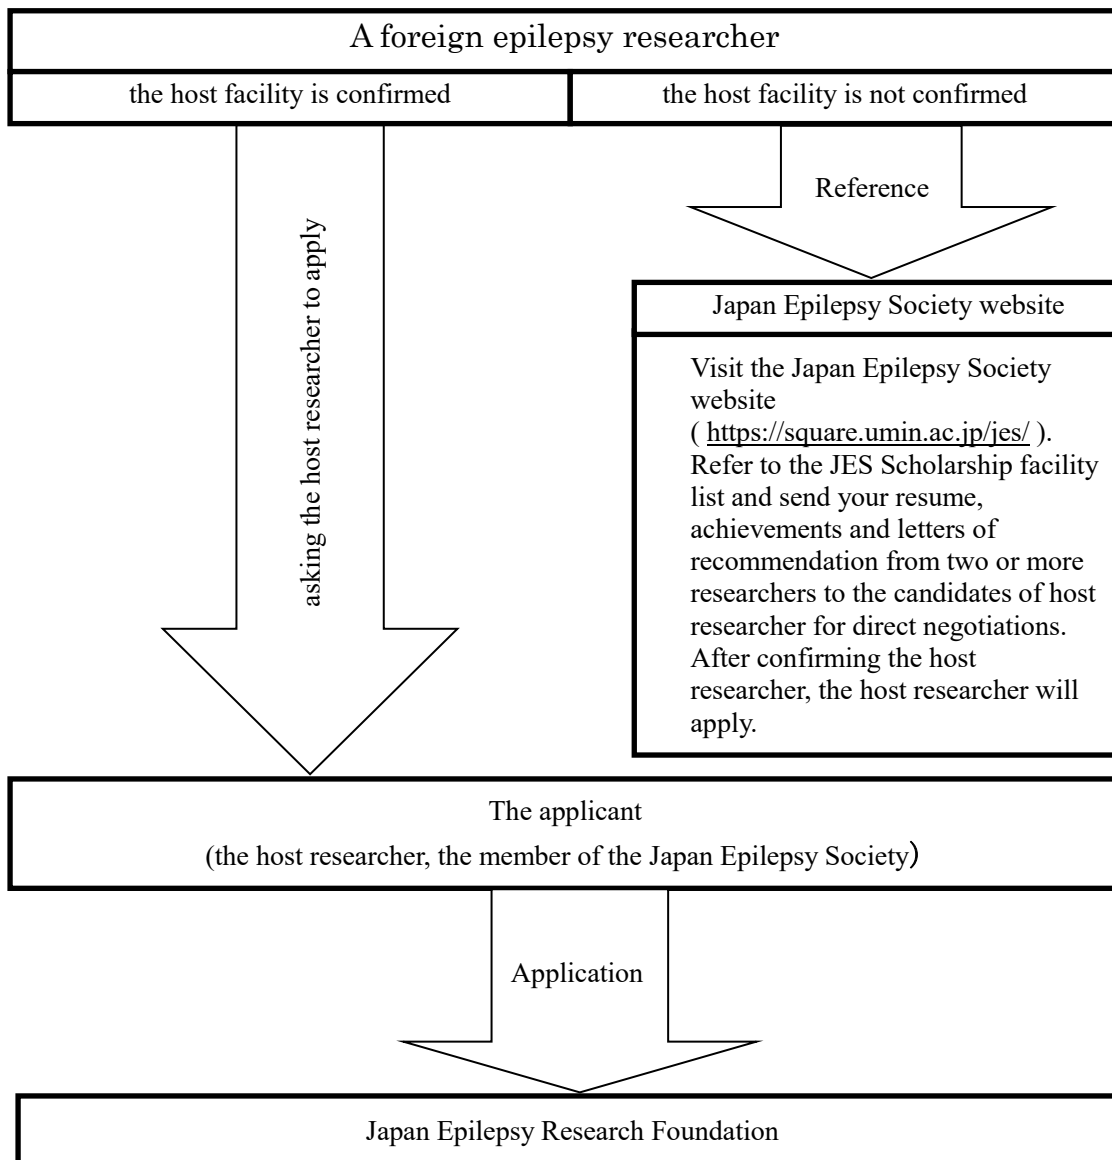 A foreign epilepsy researcher
the host facility is confirmed
the host facility is not confirmed
asking the host researcher to apply
Reference
Japan Epilepsy Society website
Visit the Japan Epilepsy Society
website
( https://square.umin.ac.jp/jes/ ).
Refer to the JES Scholarship facility
list and send your resume,
achievements and letters of
recommendation from two or more
researchers to the candidates of host
researcher for direct negotiations.
After confirming the host
researcher, the host researcher will
apply.
The applicant
(the host researcher, the member of the Japan Epilepsy Society)
Application
Japan Epilepsy Research Foundation